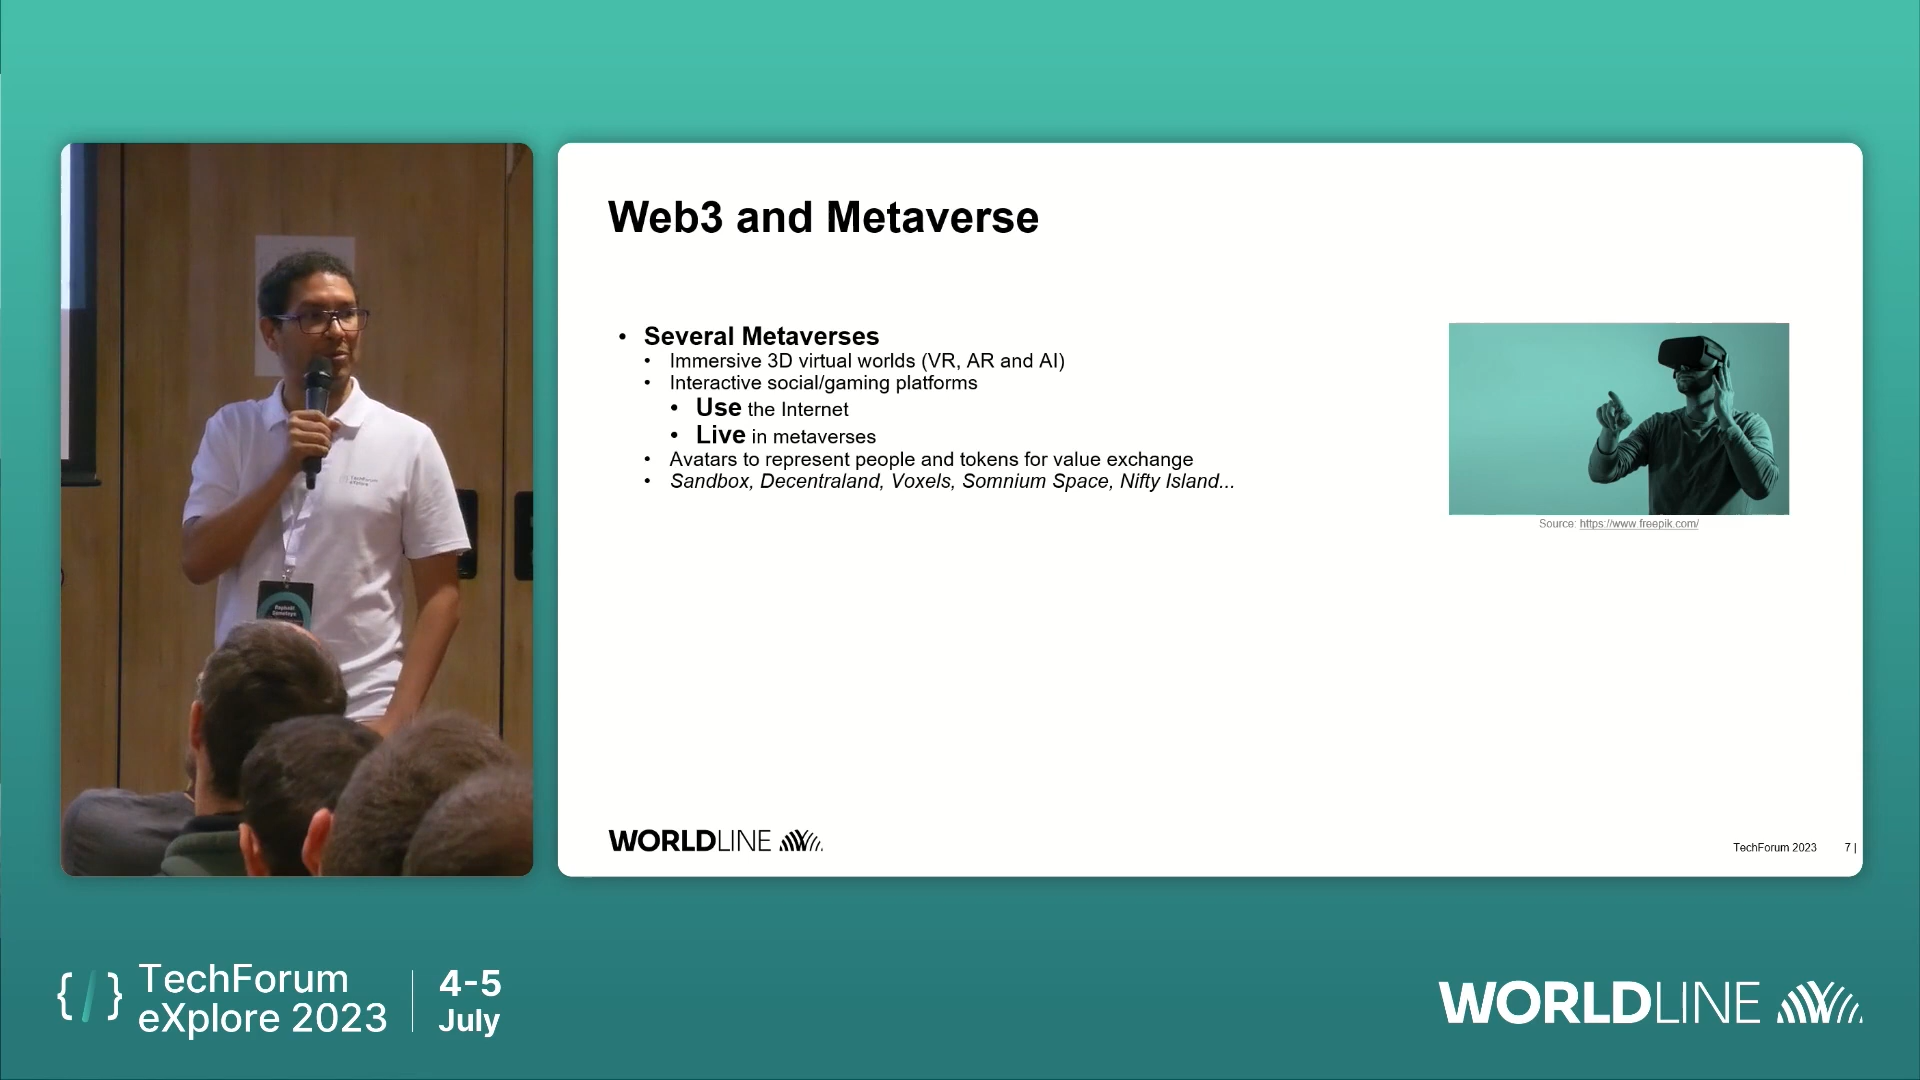 Web3 and Metaverse
• Several Metaverses
• Immersive 3D virtual worlds (VR, AR and AI)
• Interactive social/gaming platforms
• Use the Internet
• Live in metaverses
• Avatars to represent people and tokens for value exchange
• Sandbox, Decentraland, Voxels, Somnium Space, Nifty Island...
Source: https://www.freepik.com/
WORLDLINE
TechForum 2023 7 |
TechForum
eXplore
{/} TechForum
eXplore 2023
4-5
July
WORLDLINE